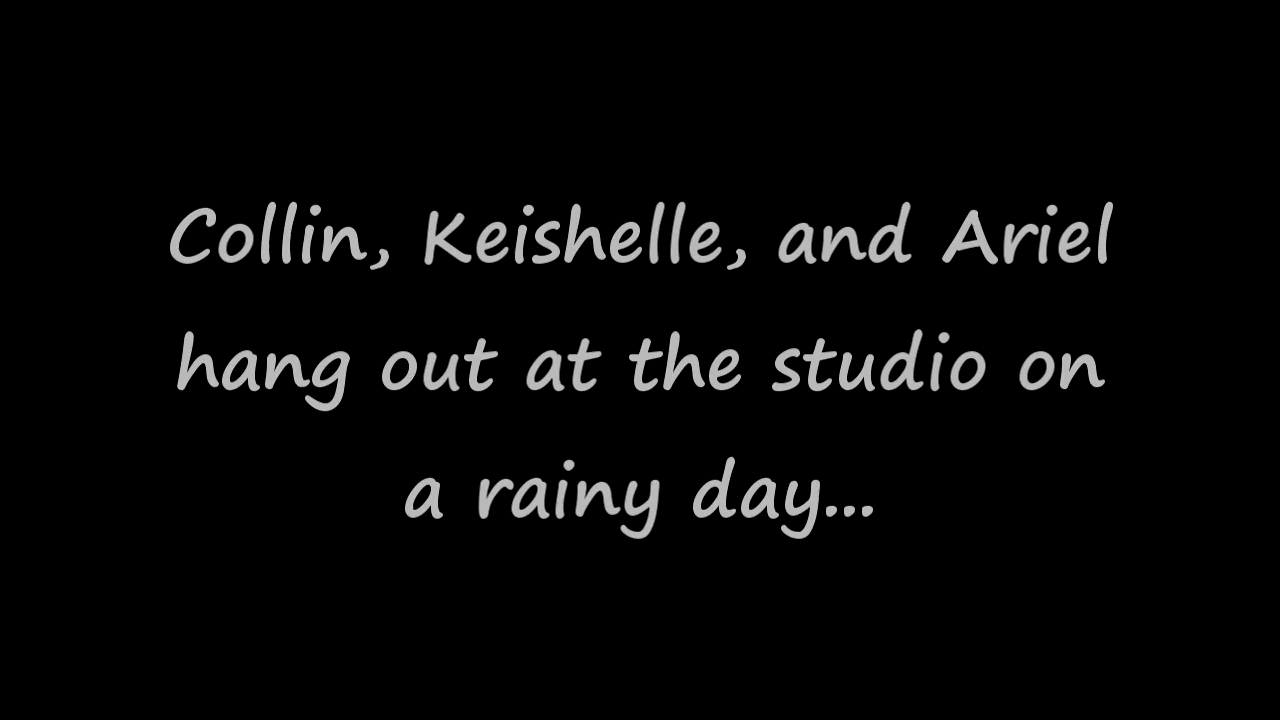 Collin, Keishelle, and Ariel
hang out at the studio on
a rainy day...